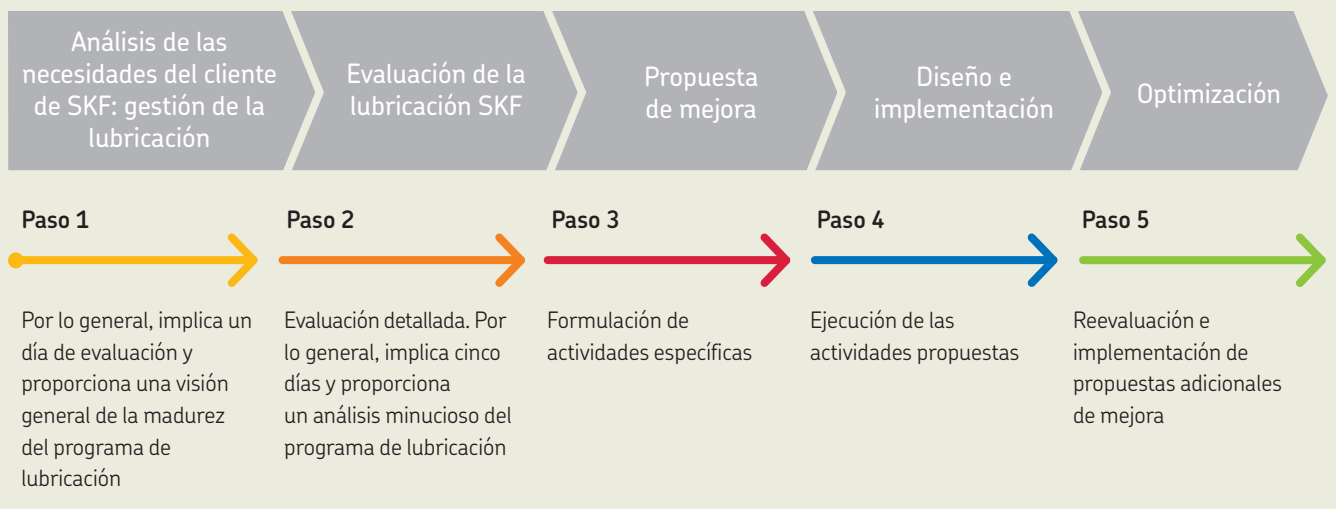 Análisis de las
necesidades del cliente
de SKF: gestión de la
lubricación
Evaluación de la
lubricación SKF
Propuesta
de mejora
Diseño e
implementación
Optimización
Paso 1
Por lo general, implica un
día de evaluación y
proporciona una visión
general de la madurez
del programa de
lubricación
Paso 2
Evaluación detallada. Por
lo general, implica cinco
días y proporciona
un análisis minucioso del
programa de lubricación
Paso 3
Formulación de
actividades específicas
Paso 4
Ejecución de las
actividades propuestas
Paso 5
Reevaluación e
implementación de
propuestas adicionales
de mejora